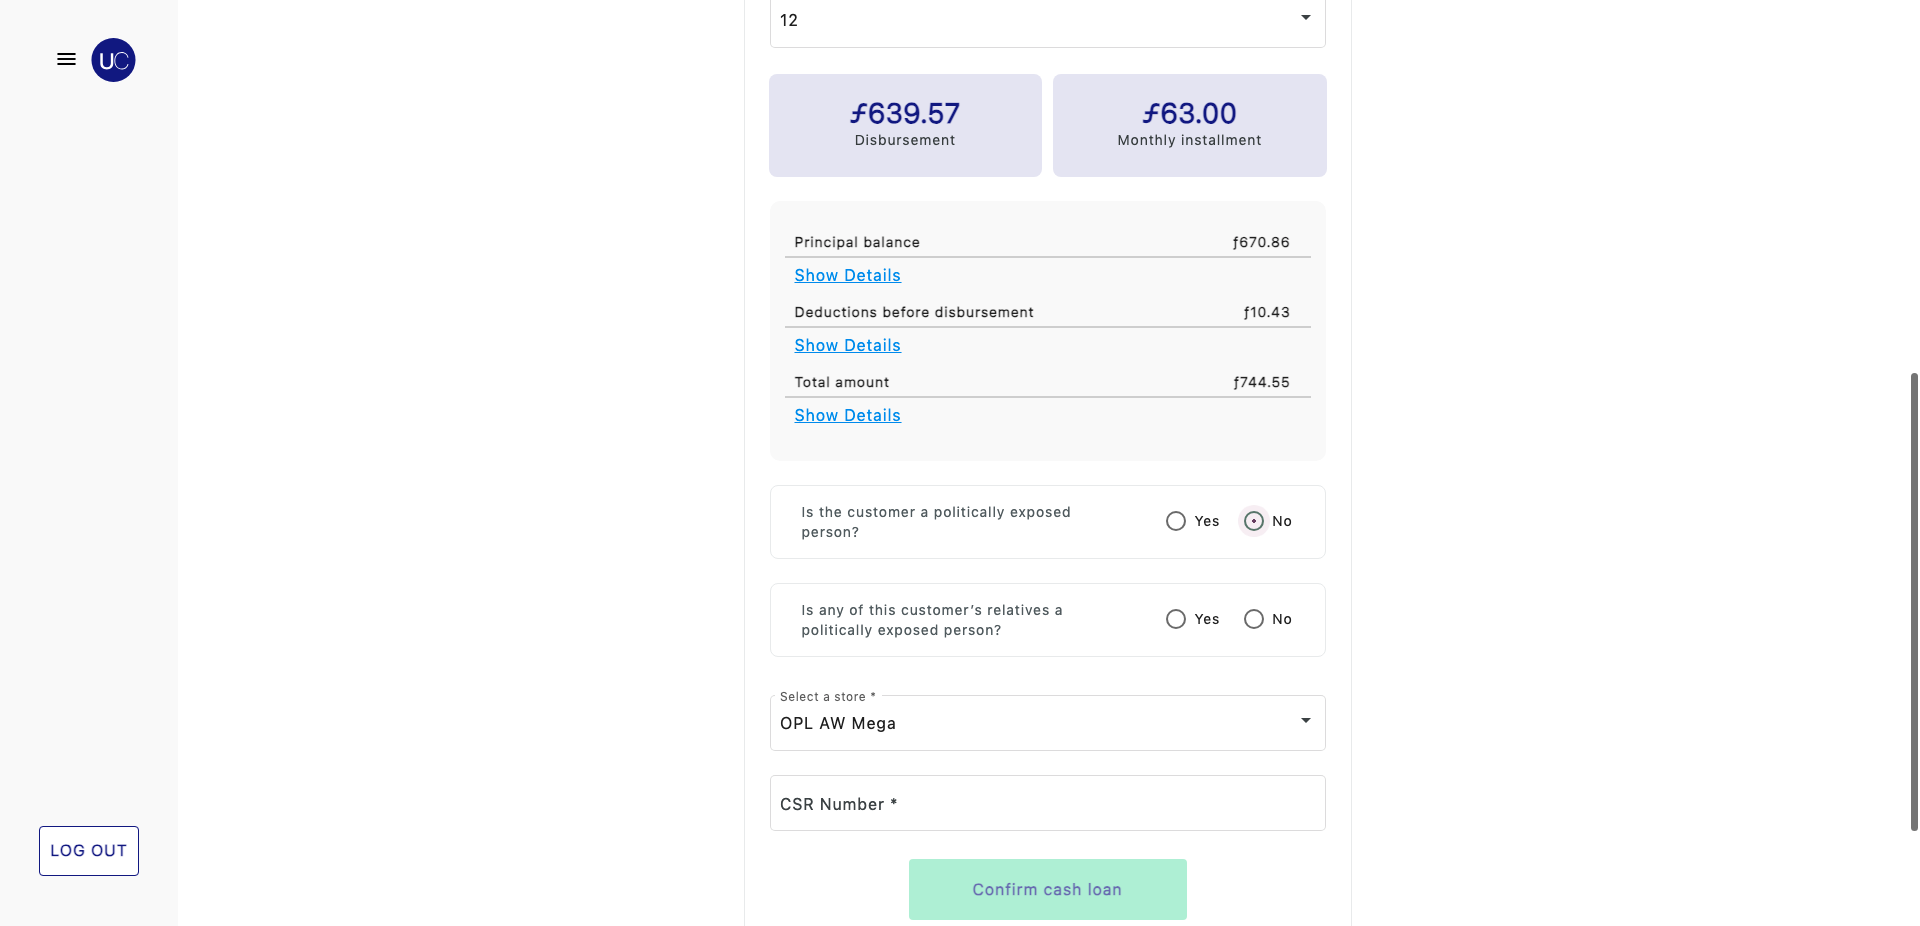 UC
12
ƒ639.57
Disbursement
ƒ63.00
Monthly installment
Principal balance ƒ670.86
Show Details
Deductions before disbursement ƒ10.43
Show Details
Total amount ƒ744.55
Show Details
Is the customer a politically exposed
person?
Yes No
Is any of this customer’s relatives a
politically exposed person?
Yes No
Select a store *
OPL AW Mega
CSR Number *
Confirm cash loan
LOG OUT